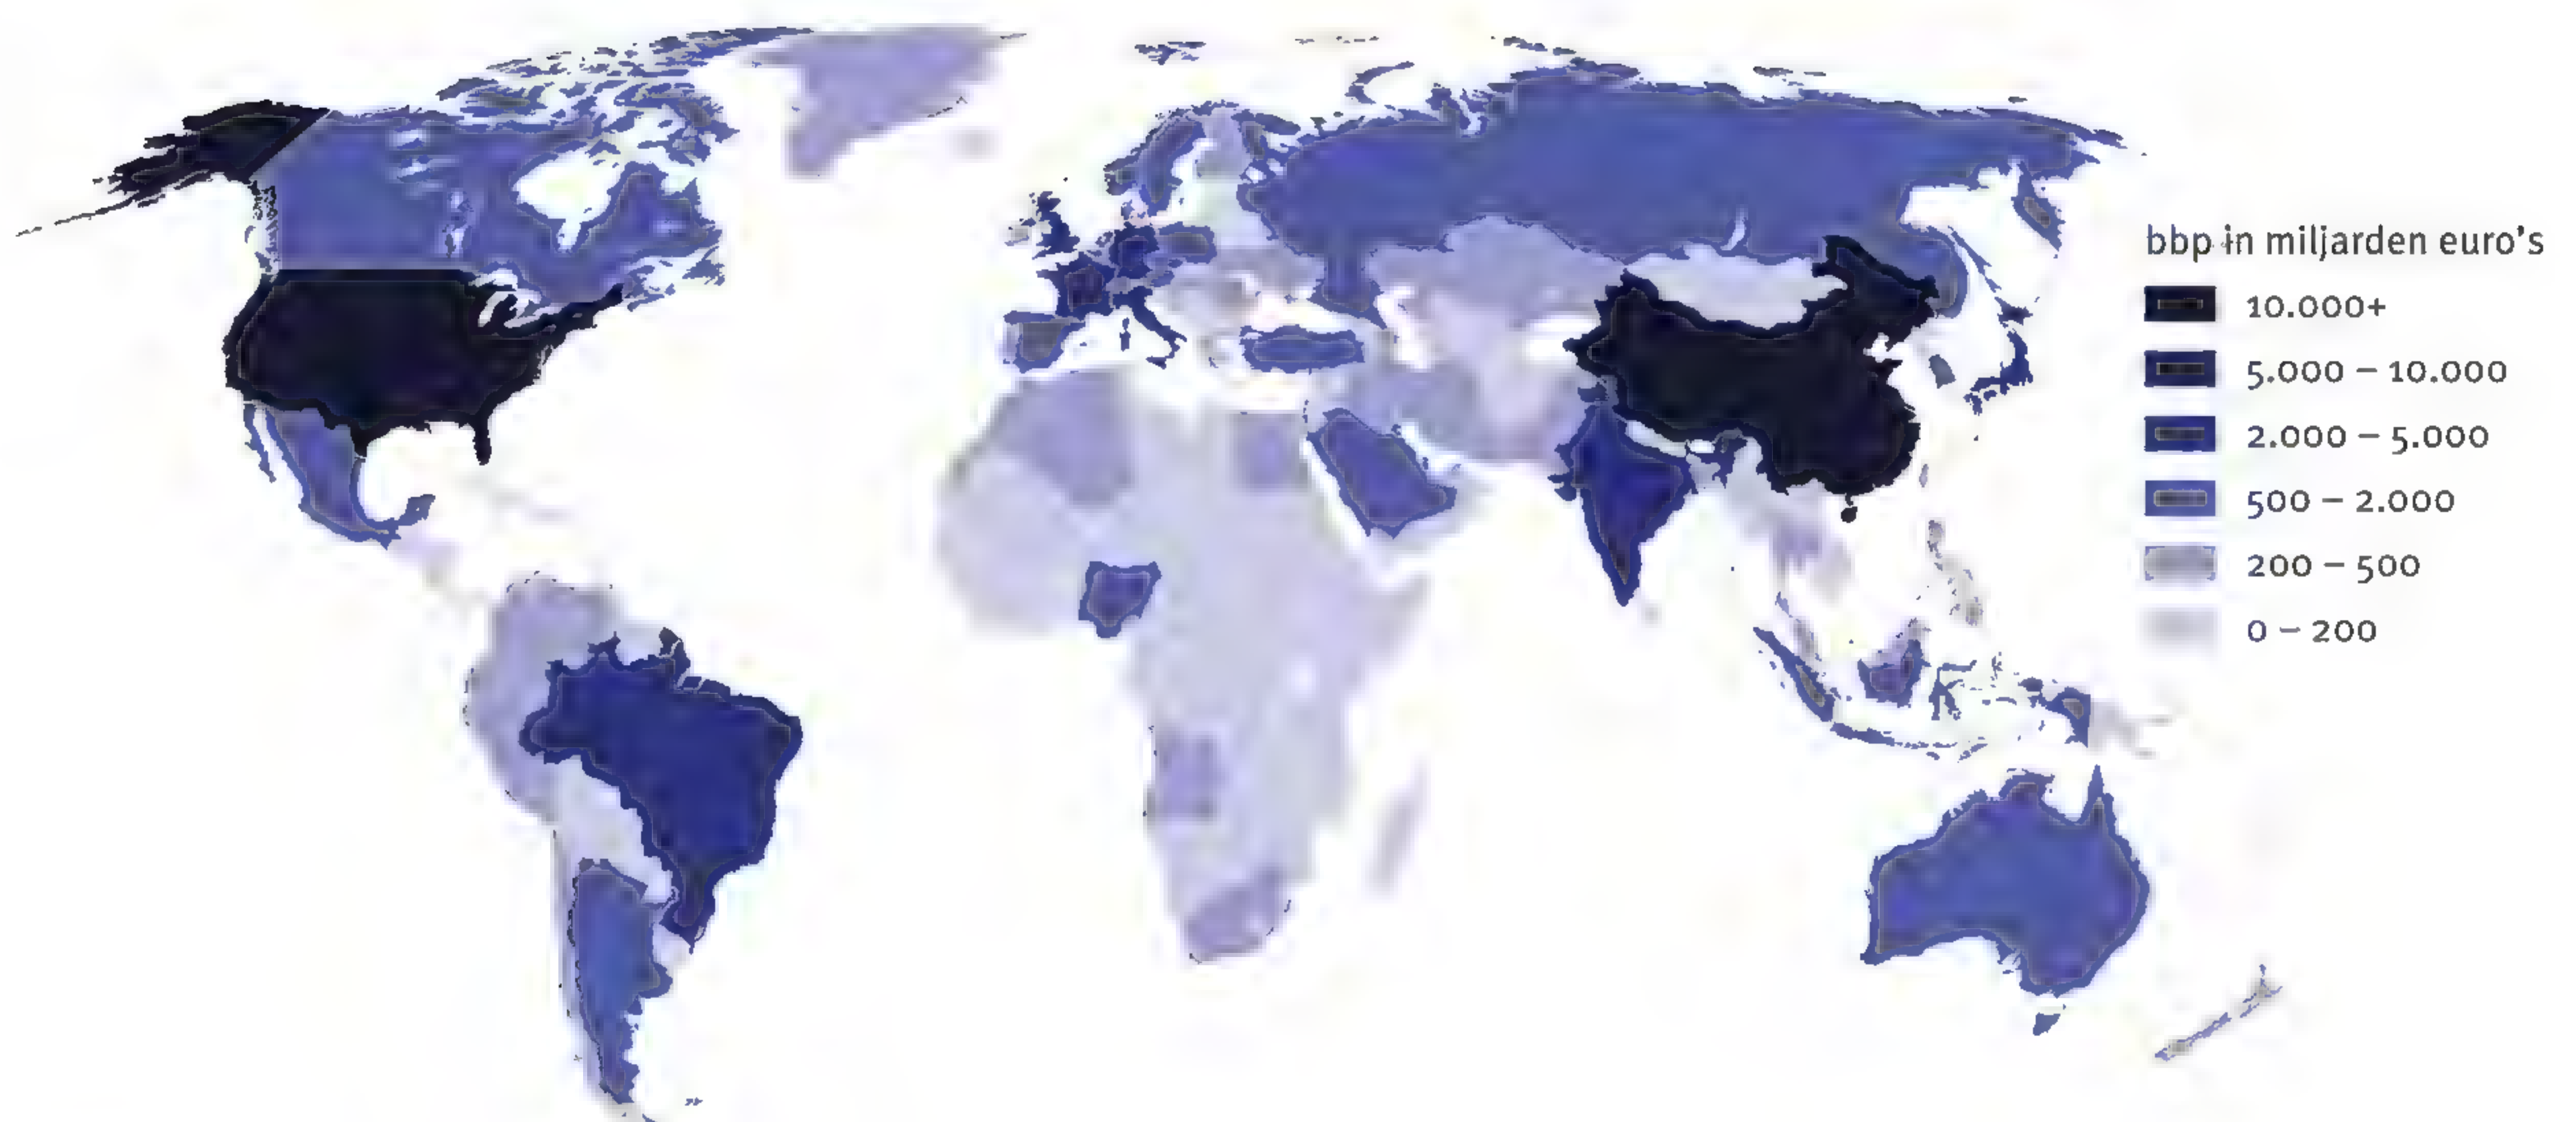 bbp in miljarden euro's
10.000+
5.000 – 10.000
2.000 – 5.000
500 – 2.000
200 – 500
0 – 200